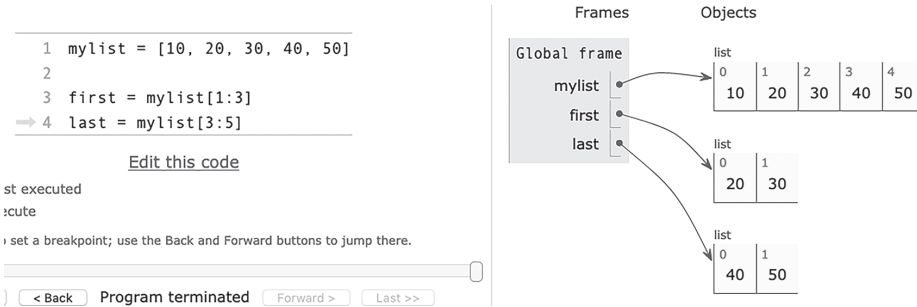 1 mylist = [10, 20, 30, 40, 50]
2
3 first = mylist[1:3]
4 last = mylist[3:5]
Edit this code
st executed
ecute
set a breakpoint; use the Back and Forward buttons to jump there.
< Back Program terminated Forward > Last >>
Frames Objects
Global frame
mylist
first
last
list
0 1 2 3 4
10 20 30 40 50
list
0 1
20 30
list
0 1
40 50